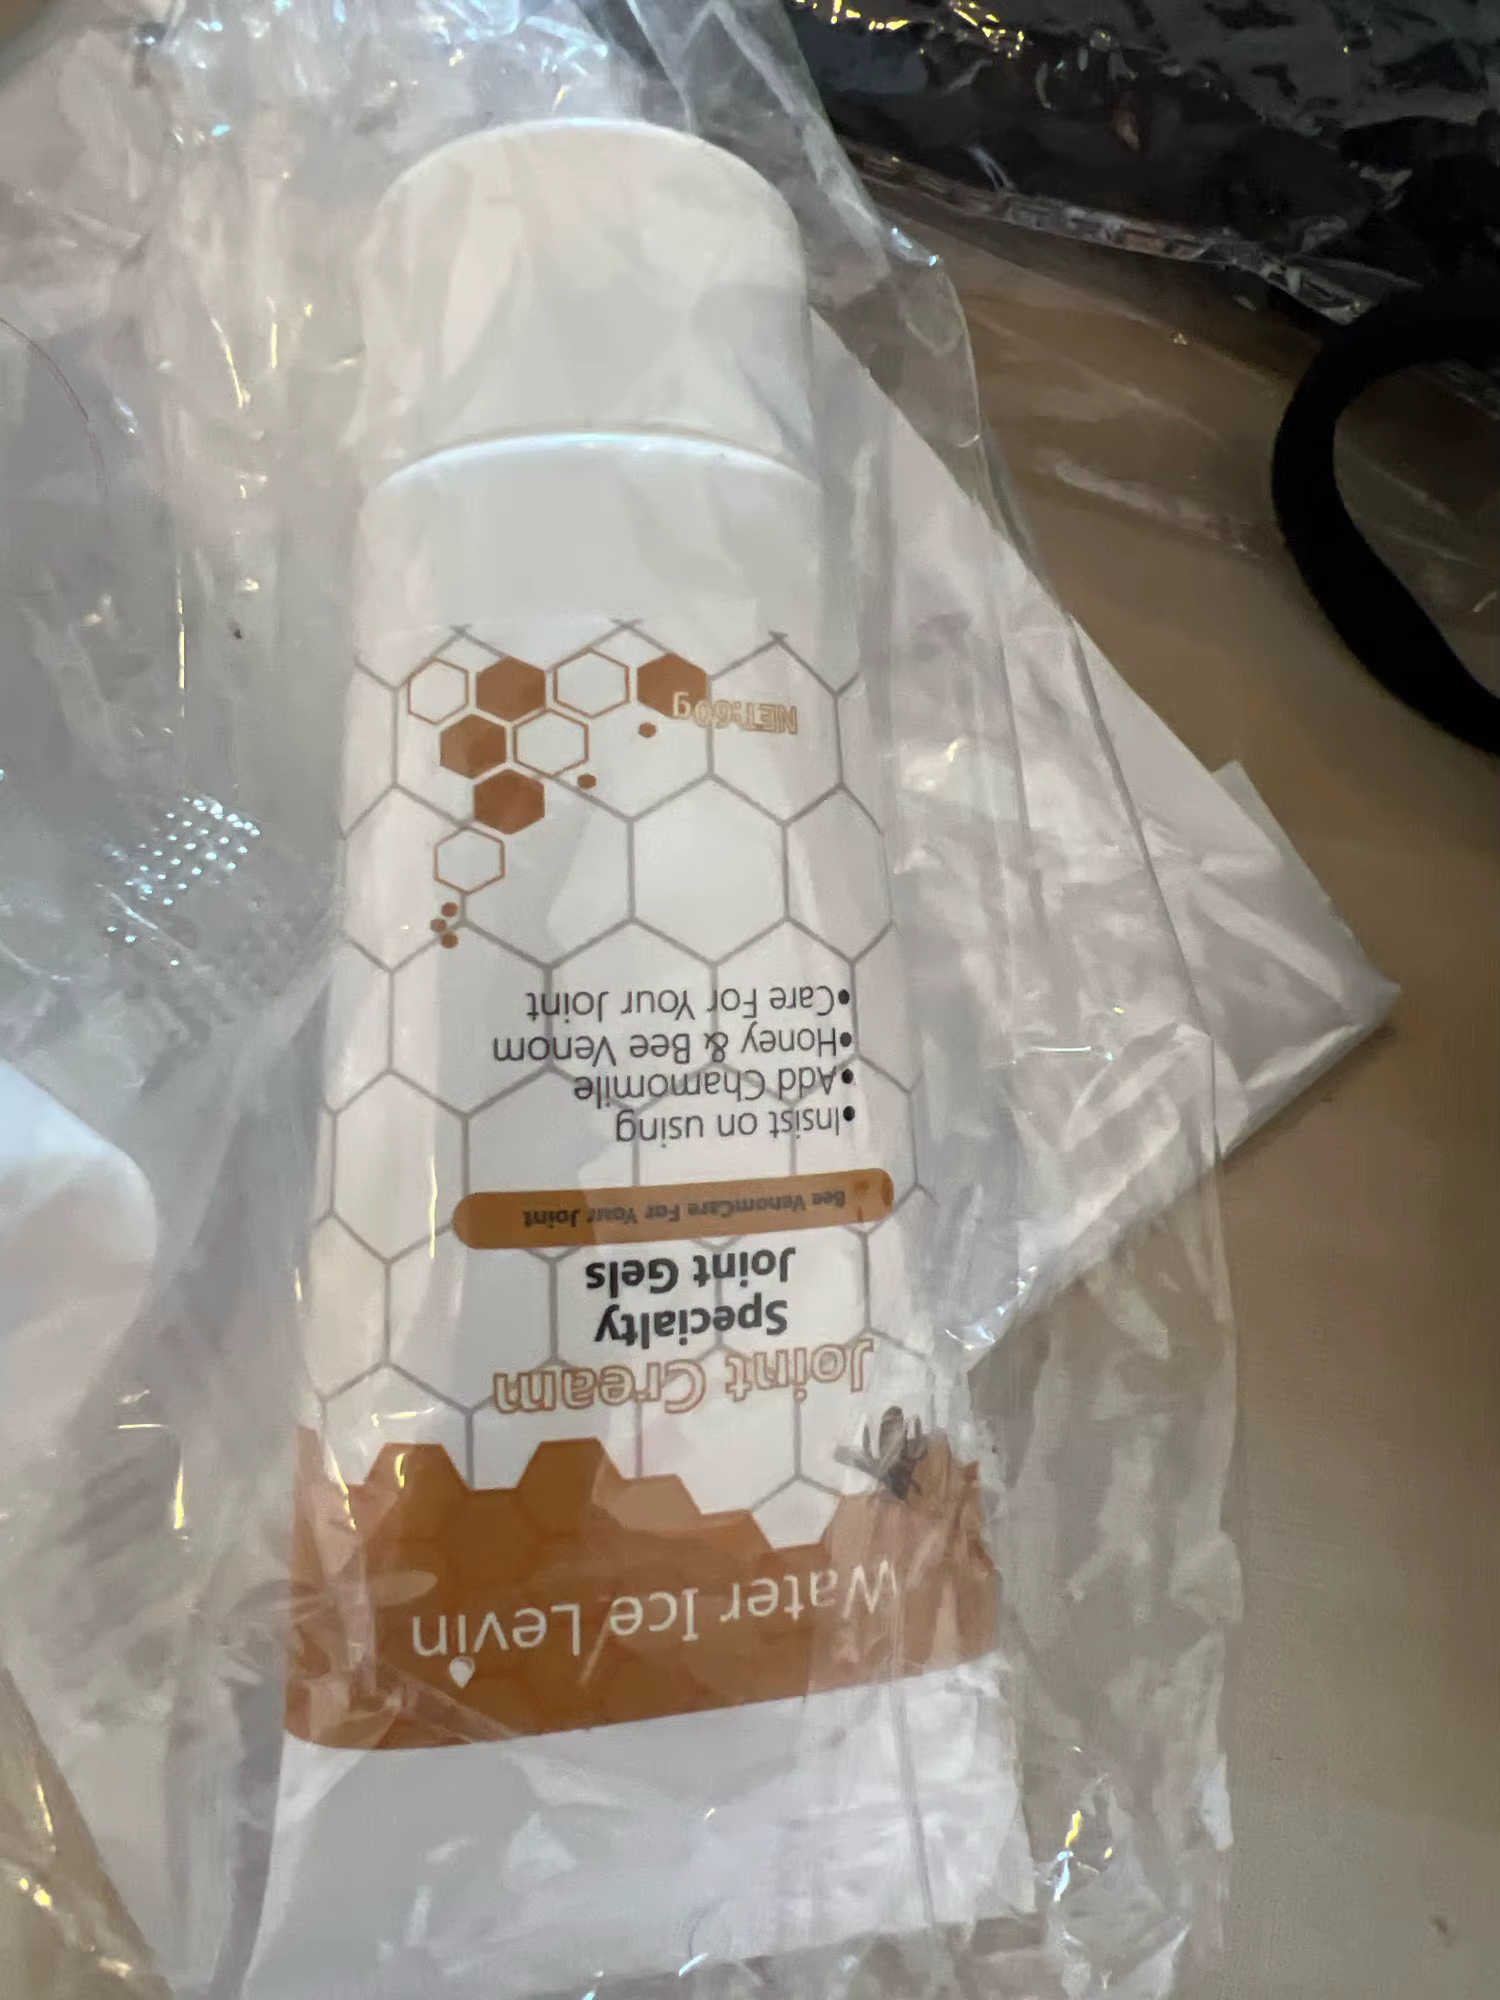 Water Ice Levin
Joint Cream
Specialty
Joint Gels
Bee VenomCare For Your Joint
•Insist on using
•Add Chamomile
•Honey & Bee Venom
•Care For Your Joint
NET:60g